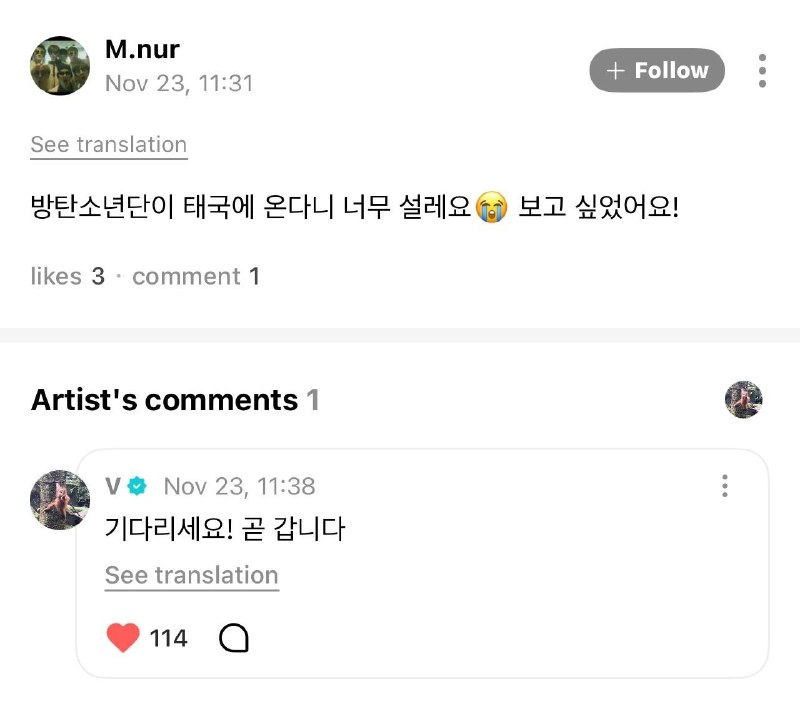 M.nur
Nov 23, 11:31
+ Follow
See translation
방탄소년단이 태국에 온다니 너무 설레요😭 보고 싶었어요!
likes 3 · comment 1
Artist's comments 1
V Nov 23, 11:38
기다리세요! 곧 갑니다
See translation
114